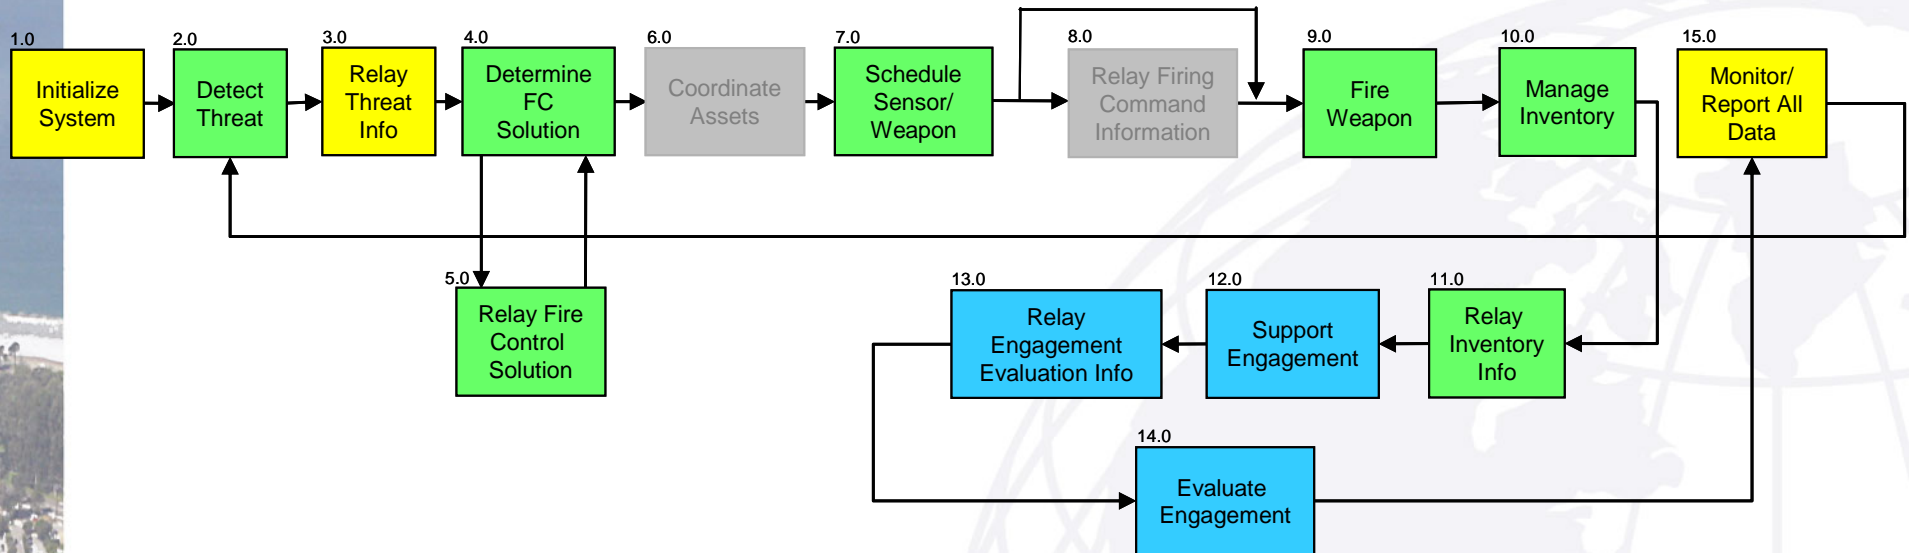 1.0
Initialize
System
2.0
Detect
Threat
3.0
Relay
Threat
Info
4.0
Determine
FC
Solution
6.0
Coordinate
Assets
7.0
Schedule
Sensor/
Weapon
8.0
Relay Firing
Command
Information
9.0
Fire
Weapon
10.0
Manage
Inventory
15.0
Monitor/
Report All
Data
5.0
Relay Fire
Control
Solution
13.0
Relay
Engagement
Evaluation Info
12.0
Support
Engagement
11.0
Relay
Inventory
Info
14.0
Evaluate
Engagement